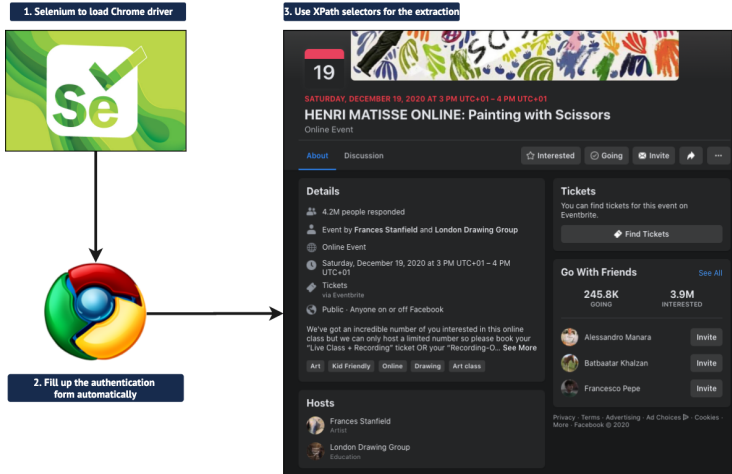 1. Selenium to load Chrome driver
Se
2. Fill up the authentication
form automatically
3. Use XPath selectors for the extraction
19
SATURDAY, DECEMBER 19, 2020 AT 3 PM UTC+01 – 4 PM UTC+01
HENRI MATISSE ONLINE: Painting with Scissors
Online Event
About Discussion
Interested Going Invite
Details
4.2M people responded
Event by Frances Stanfield and London Drawing Group
Online Event
Saturday, December 19, 2020 at 3 PM UTC+01 – 4 PM
UTC+01
Tickets
via Eventbrite
Public · Anyone on or off Facebook
We've got an incredible number of you interested in this online
class but we can only host a limited number so please book your
"Live Class + Recording" ticket OR your "Recording-O... See More
Art Kid Friendly Online Drawing Art class
Hosts
Frances Stanfield
Artist
London Drawing Group
Education
Tickets
You can find tickets for this event on
Eventbrite.
Find Tickets
Go With Friends See All
245.8K 3.9M
GOING INTERESTED
Alessandro Manara Invite
Batbaatar Khalzan Invite
Francesco Pepe Invite
Privacy · Terms · Advertising · Ad Choices · Cookies ·
More · Facebook © 2020